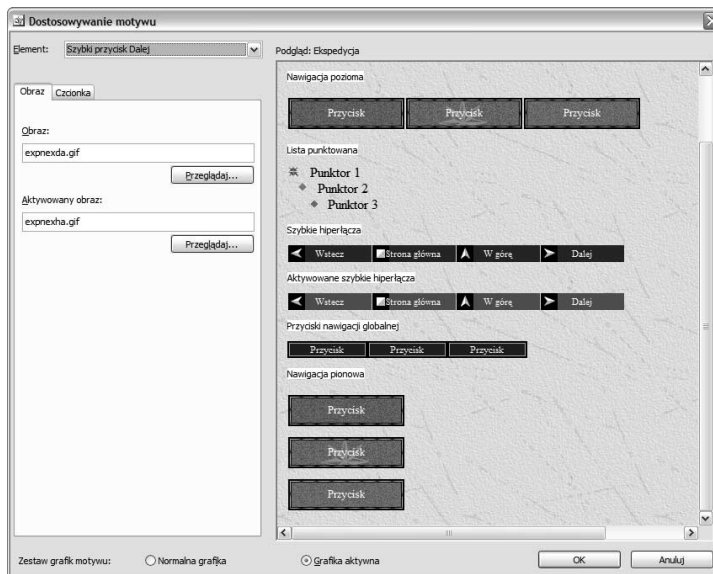 Dostosowywanie motywu
Element: Szybki przycisk Dalej
Podgląd: Ekspedycja
Obraz Czcionka
Obraz:
expnexda.gif
Przeglądaj...
Aktywowany obraz:
expnexha.gif
Przeglądaj...
Nawigacja pozioma
Przycisk Przycisk Przycisk
Lista punktowana
Punktor 1
Punktor 2
Punktor 3
Szybkie hiperłącza
Wstecz Strona główna W górę Dalej
Aktywowane szybkie hiperłącza
Wstecz Strona główna W górę Dalej
Przyciski nawigacji globalnej
Przycisk Przycisk Przycisk
Nawigacja pionowa
Przycisk
Przycisk
Przycisk
Zestaw grafik motywu: Normalna grafika Grafika aktywna OK Anuluj